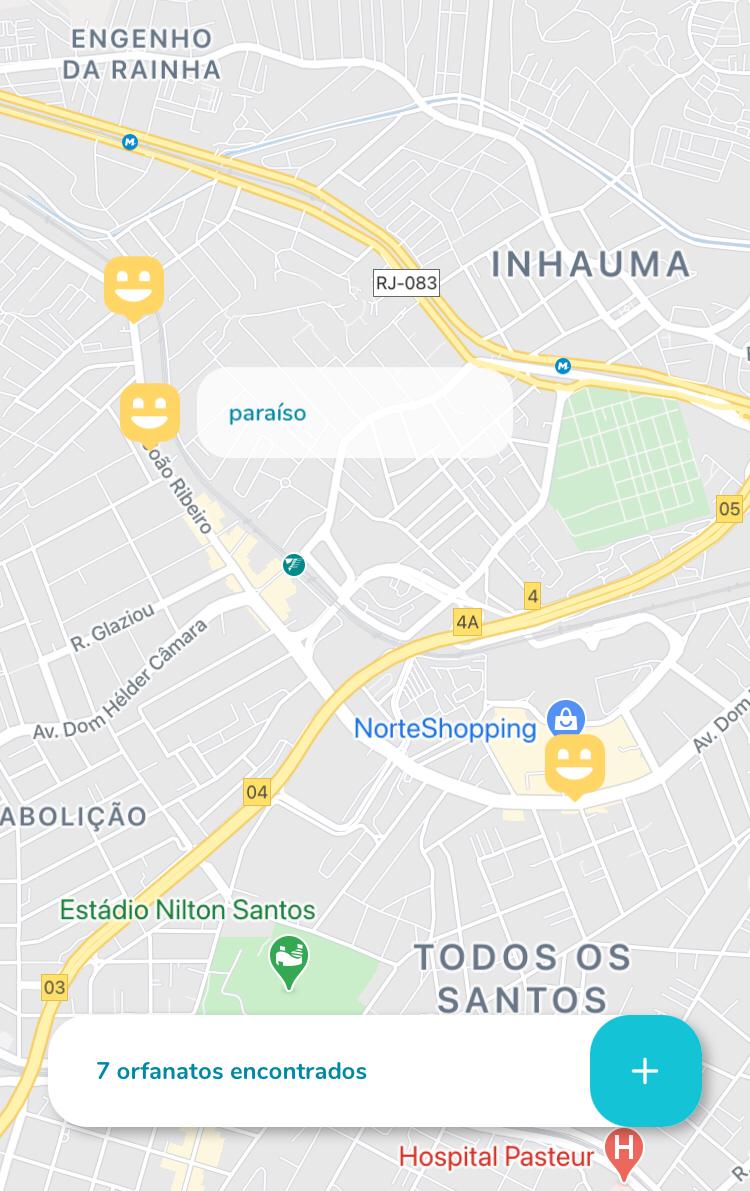 ENGENHO
DA RAINHA
M
INHAUMA
RJ-083
M
paraíso
João Ribeiro
05
4
R. Glaziou
4A
Av. Dom Hélder Câmara
NorteShopping
Av. Dom
04
ABOLIÇÃO
Estádio Nilton Santos
TODOS OS
SANTOS
03
7 orfanatos encontrados
+
Hospital Pasteur
H
R.